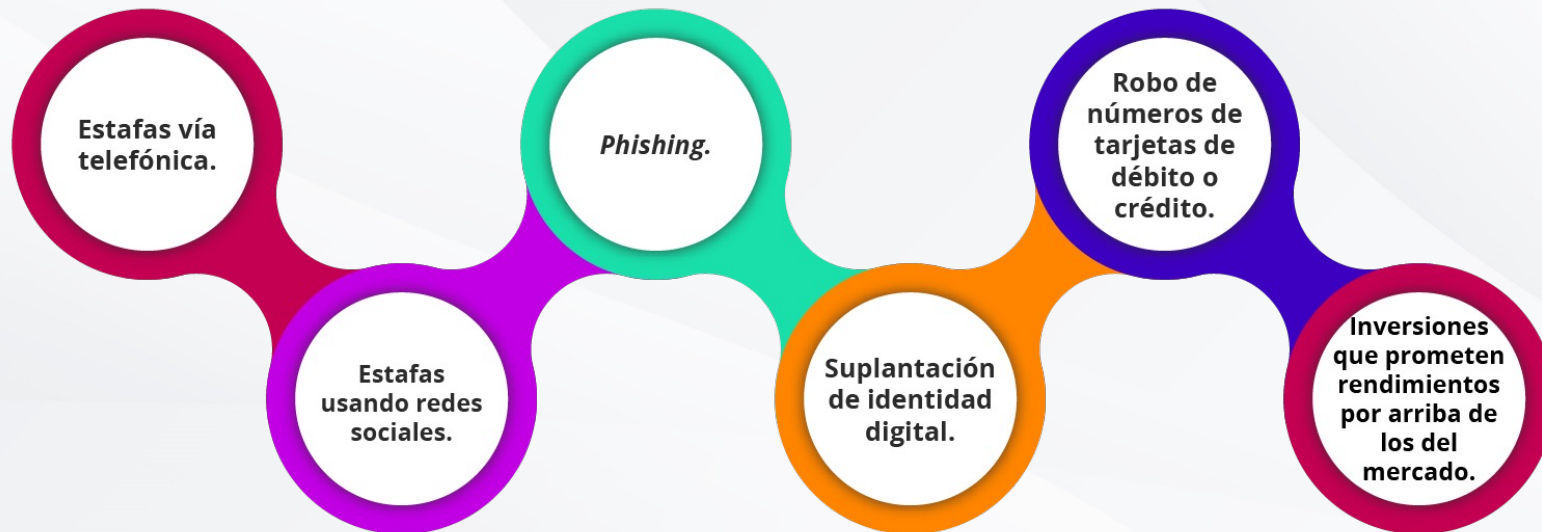 Estafas vía
telefónica.
Estafas
usando redes
sociales.
Phishing.
Suplantación
de identidad
digital.
Robo de
números de
tarjetas de
débito o
crédito.
Inversiones
que prometen
rendimientos
por arriba de
los del
mercado.